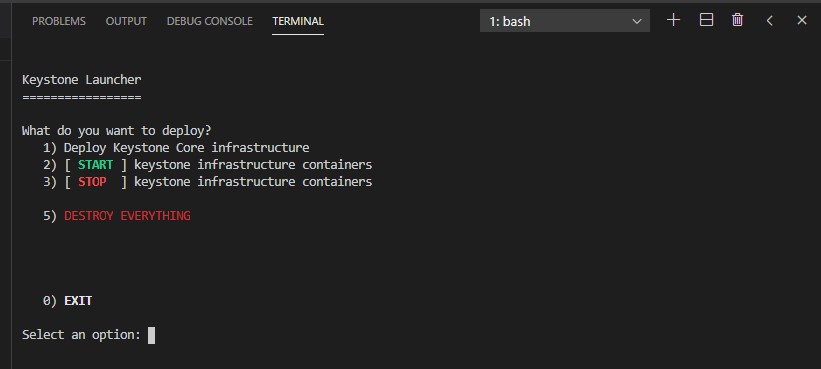 PROBLEMS OUTPUT DEBUG CONSOLE TERMINAL 1: bash
Keystone Launcher
=================
What do you want to deploy?
1) Deploy Keystone Core infrastructure
2) [ START ] keystone infrastructure containers
3) [ STOP  ] keystone infrastructure containers
5) DESTROY EVERYTHING
0) EXIT
Select an option: